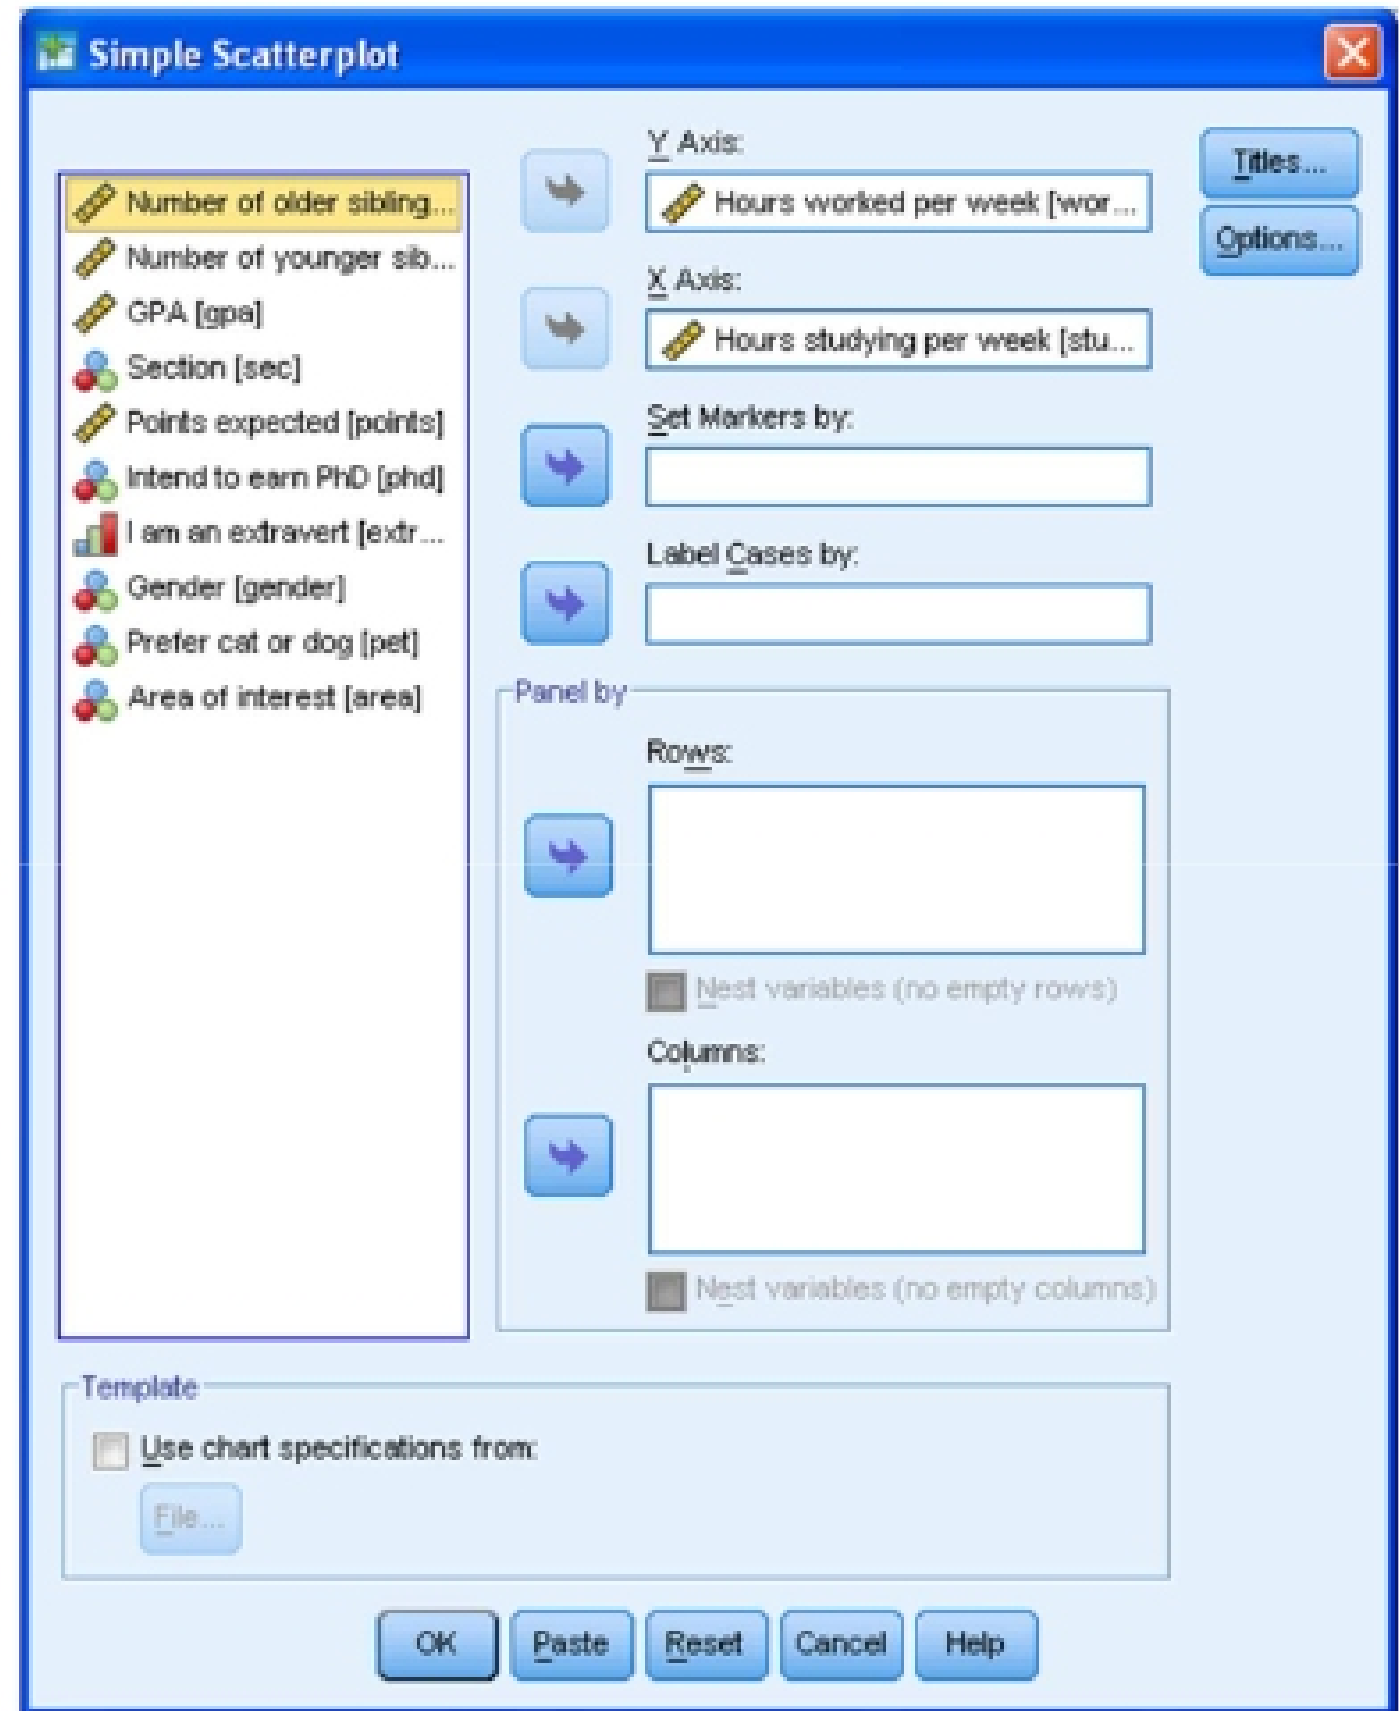 Simple Scatterplot
Number of older sibling...
Number of younger sib...
GPA [gpa]
Section [sec]
Points expected [points]
Intend to earn PhD [phd]
I am an extravert [extr...
Gender [gender]
Prefer cat or dog [pet]
Area of interest [area]
Y Axis:
Hours worked per week [wor...
X Axis:
Hours studying per week [stu...
Set Markers by:
Label Cases by:
Panel by
Rows:
Nest variables (no empty rows)
Columns:
Nest variables (no empty columns)
Titles...
Options...
Template
Use chart specifications from:
File...
OK Paste Reset Cancel Help